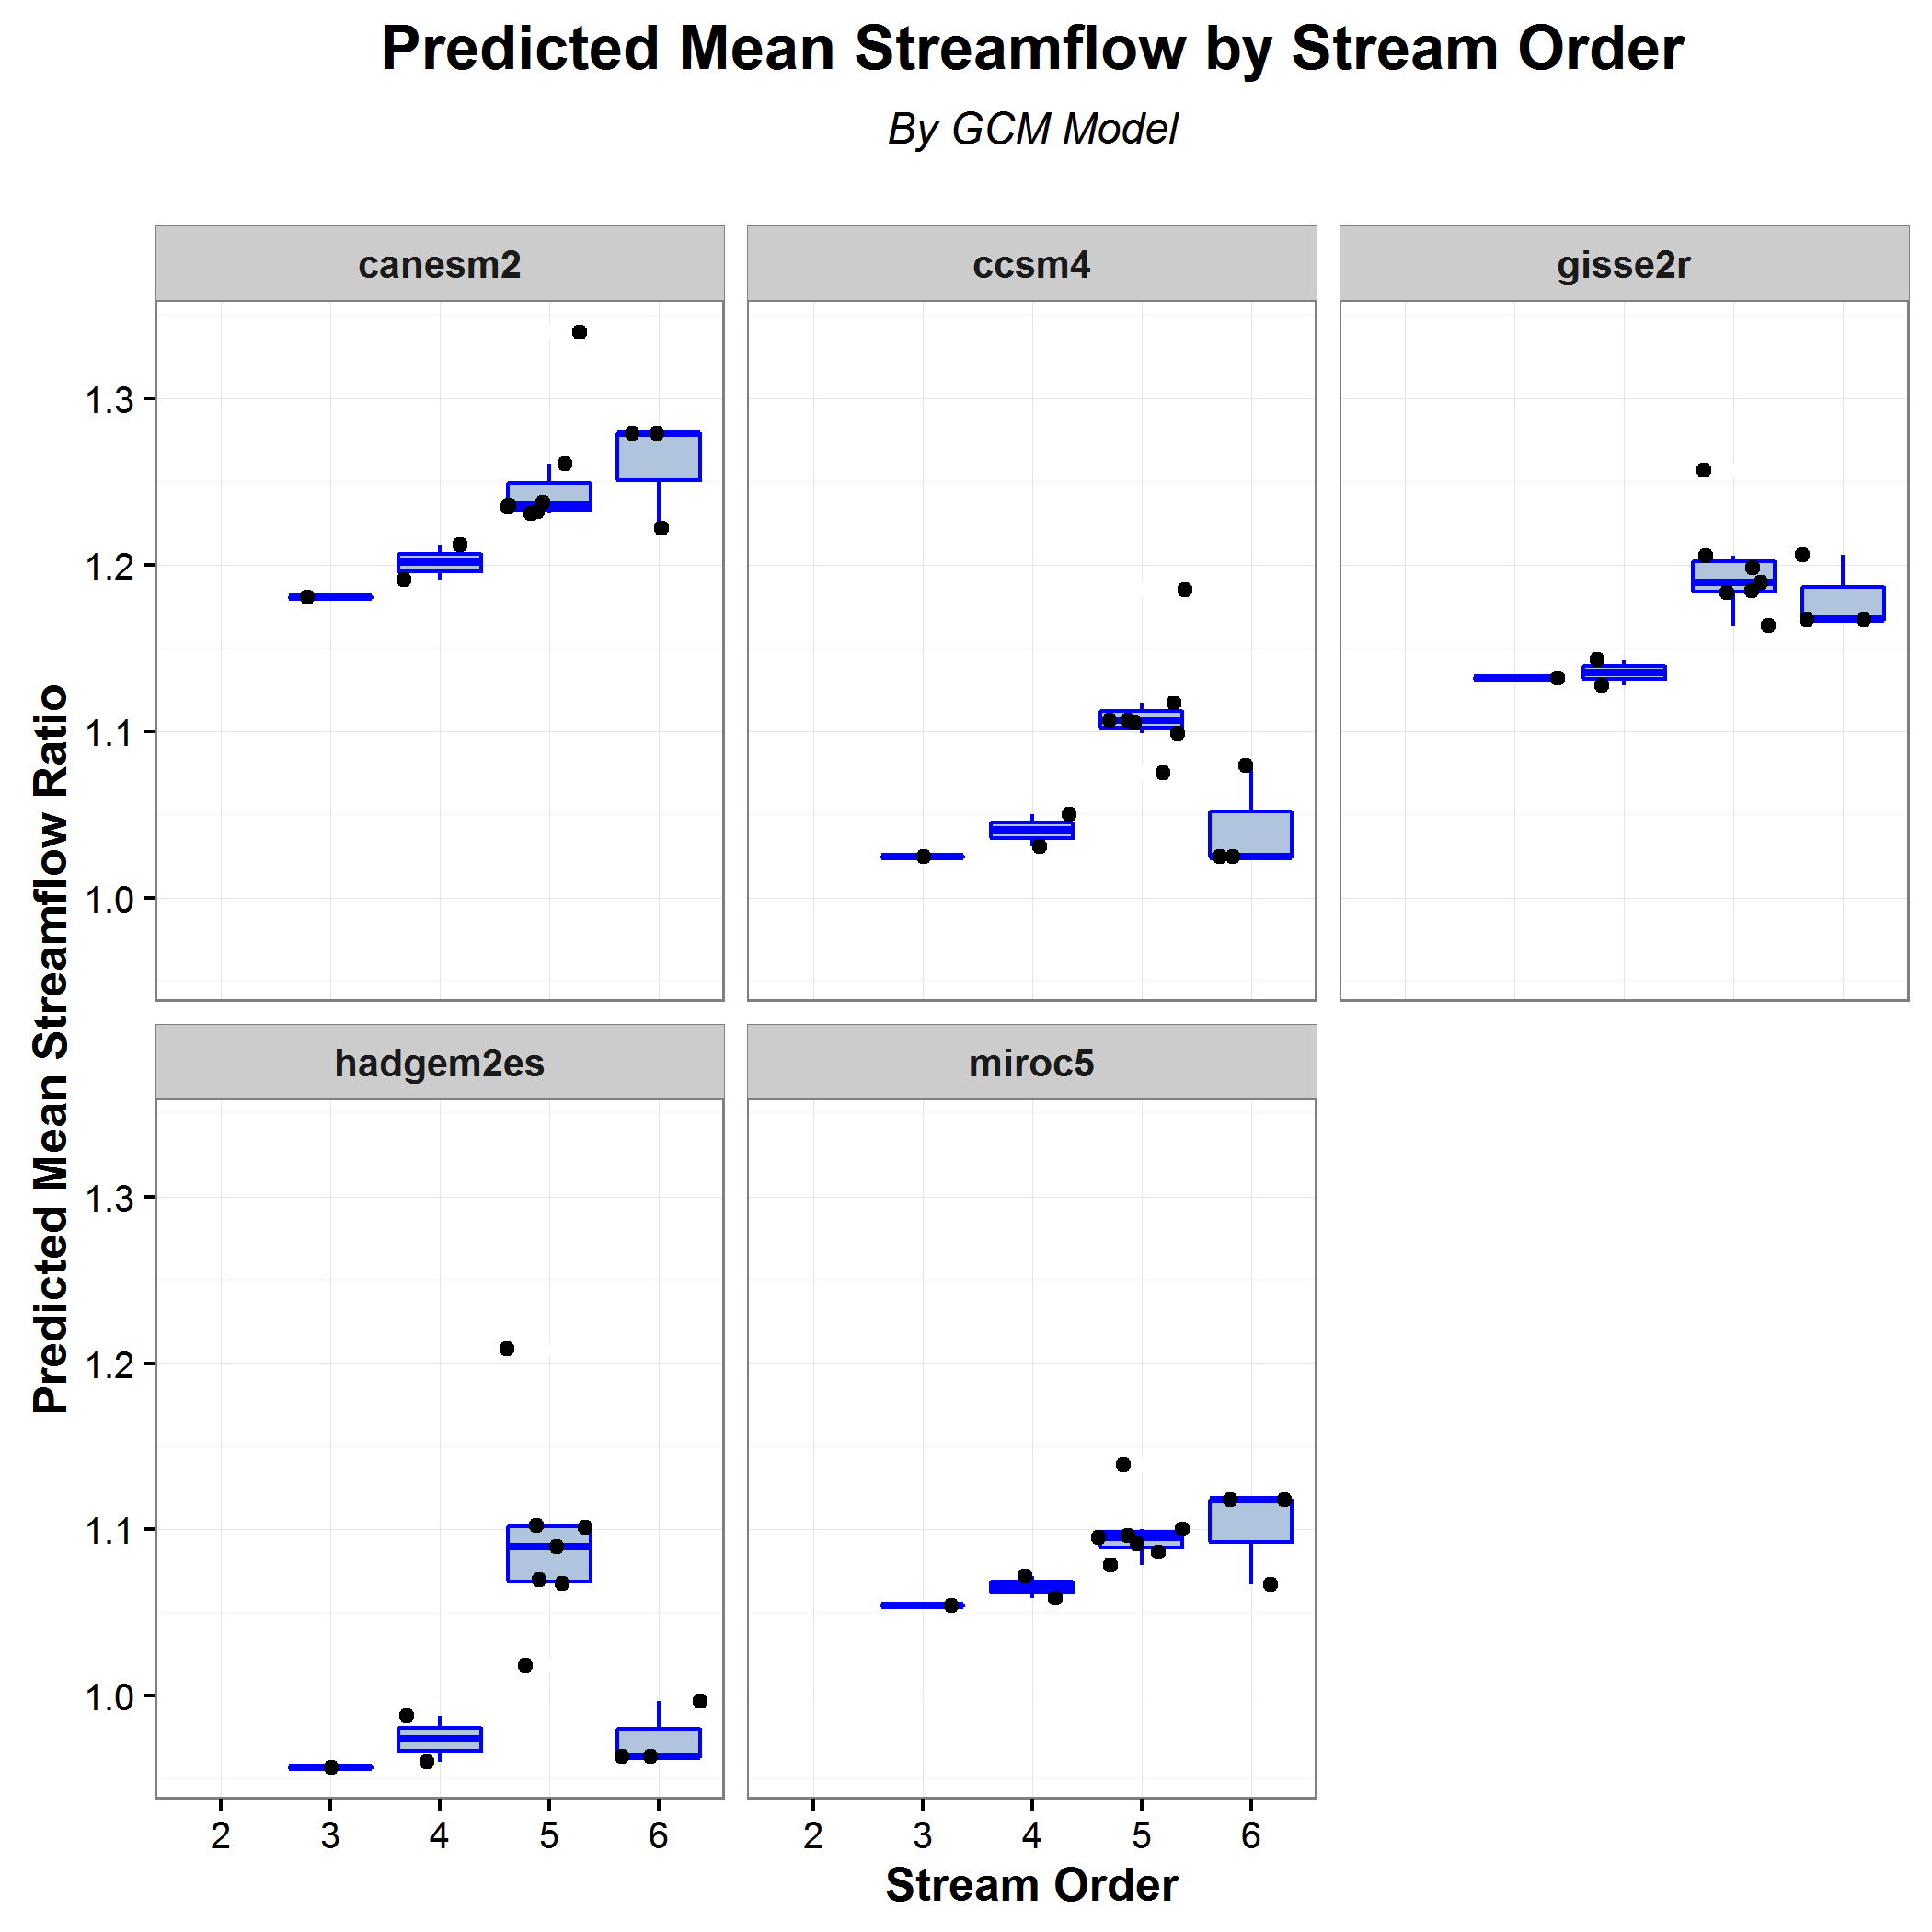 Predicted Mean Streamflow by Stream Order
By GCM Model
canesm2
ccsm4
gisse2r
1.3
1.2
1.1
1.0
Predicted Mean Streamflow Ratio
hadgem2es
miroc5
1.3
1.2
1.1
1.0
2 3 4 5 6
2 3 4 5 6
Stream Order